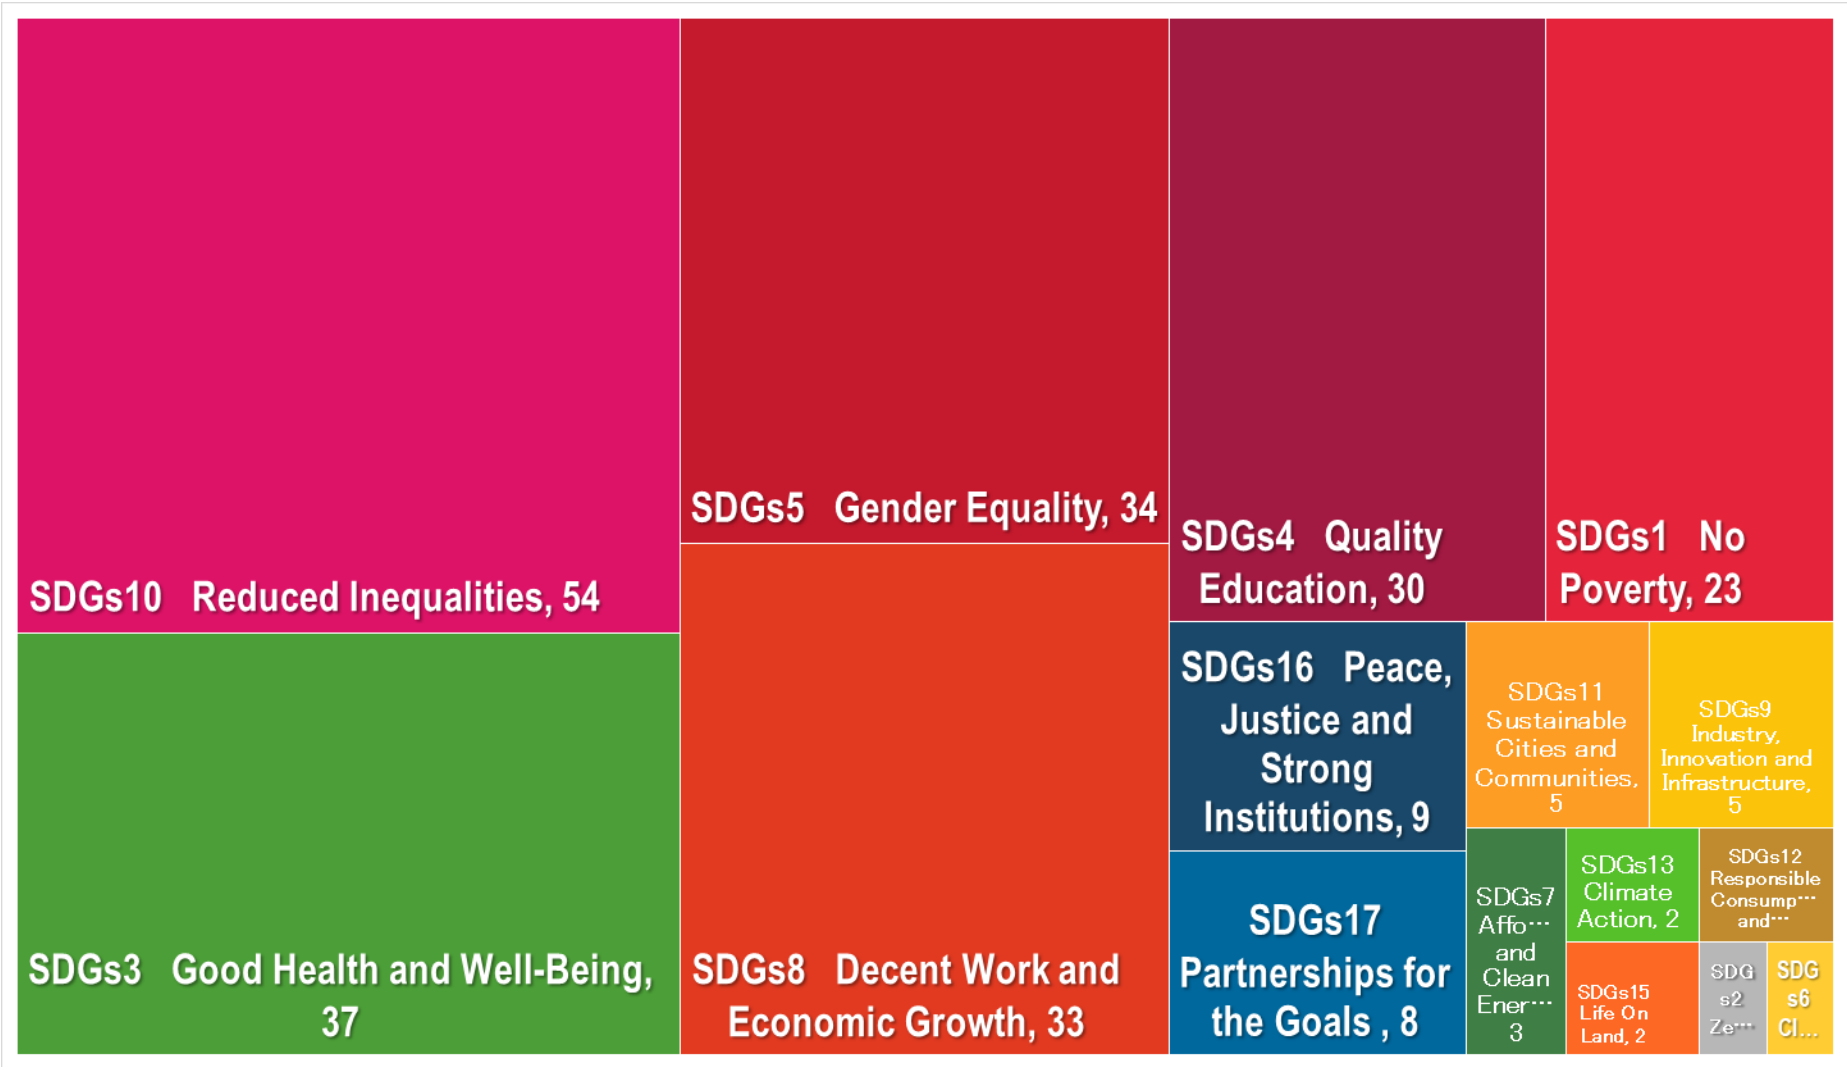 SDGs10 Reduced Inequalities, 54
SDGs3 Good Health and Well-Being,
37
SDGs5 Gender Equality, 34
SDGs8 Decent Work and
Economic Growth, 33
SDGs4 Quality
Education, 30
SDGs1 No
Poverty, 23
SDGs16 Peace,
Justice and
Strong
Institutions, 9
SDGs17
Partnerships for
the Goals , 8
SDGs11
Sustainable
Cities and
Communities,
5
SDGs9
Industry,
Innovation and
Infrastructure,
5
SDGs7
Affo…
and
Clean
Ener…
3
SDGs13
Climate
Action, 2
SDGs12
Responsible
Consump…
and…
SDGs15
Life On
Land, 2
SDG
s2
Ze…
SDG
s6
Cl...